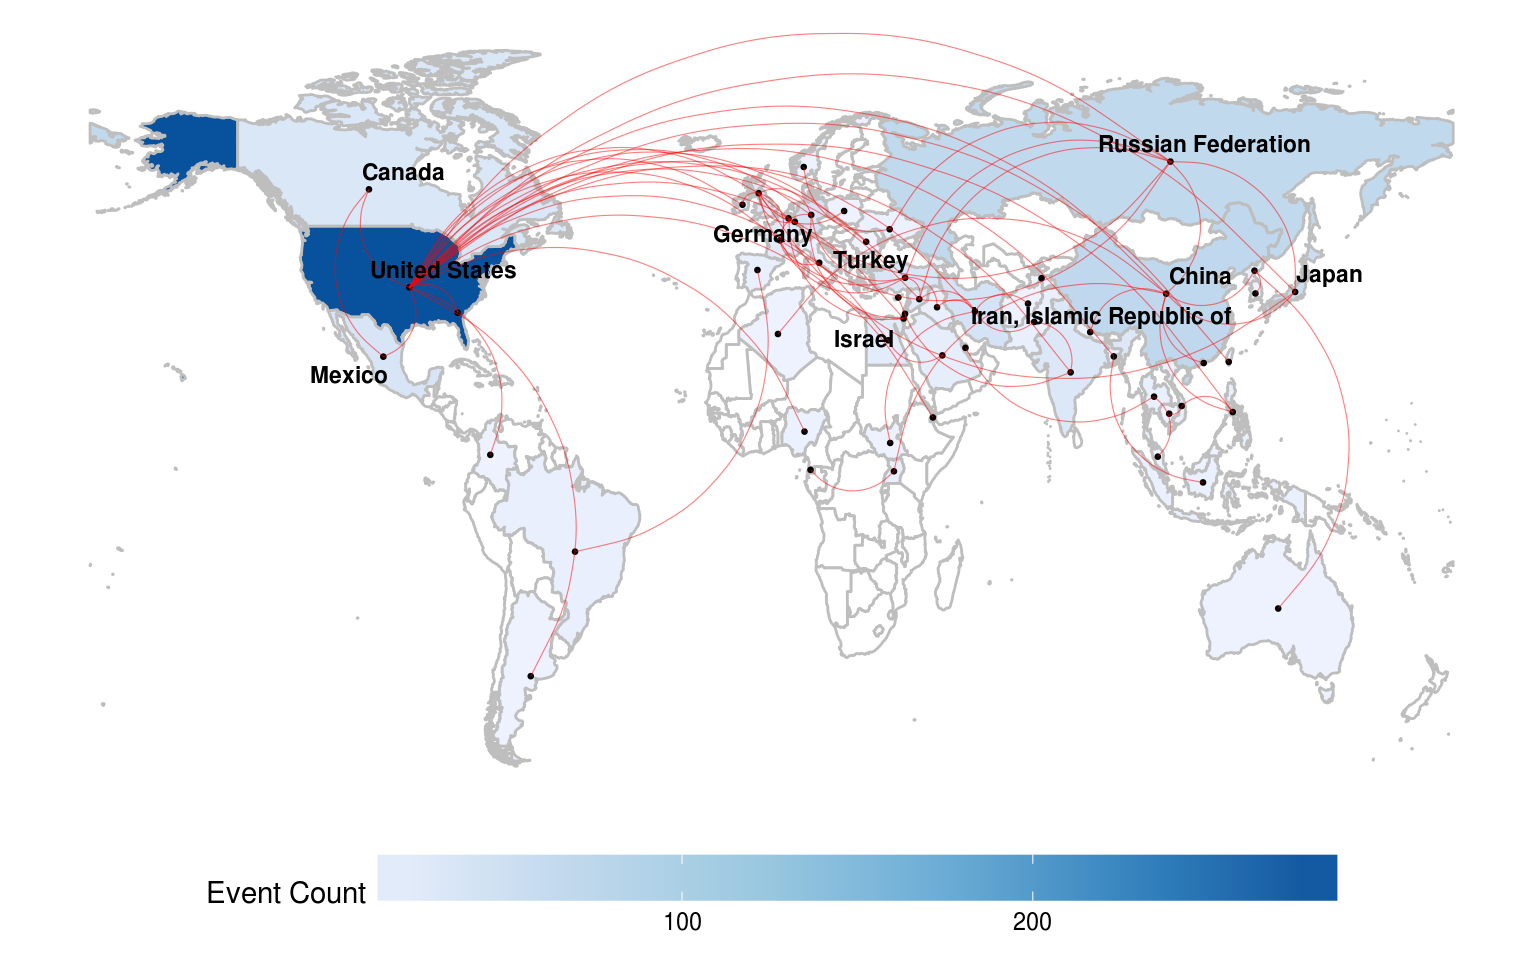 Russian Federation
Canada
Germany
Turkey
United States
China
Japan
Iran, Islamic Republic of
Israel
Mexico
Event Count
100
200